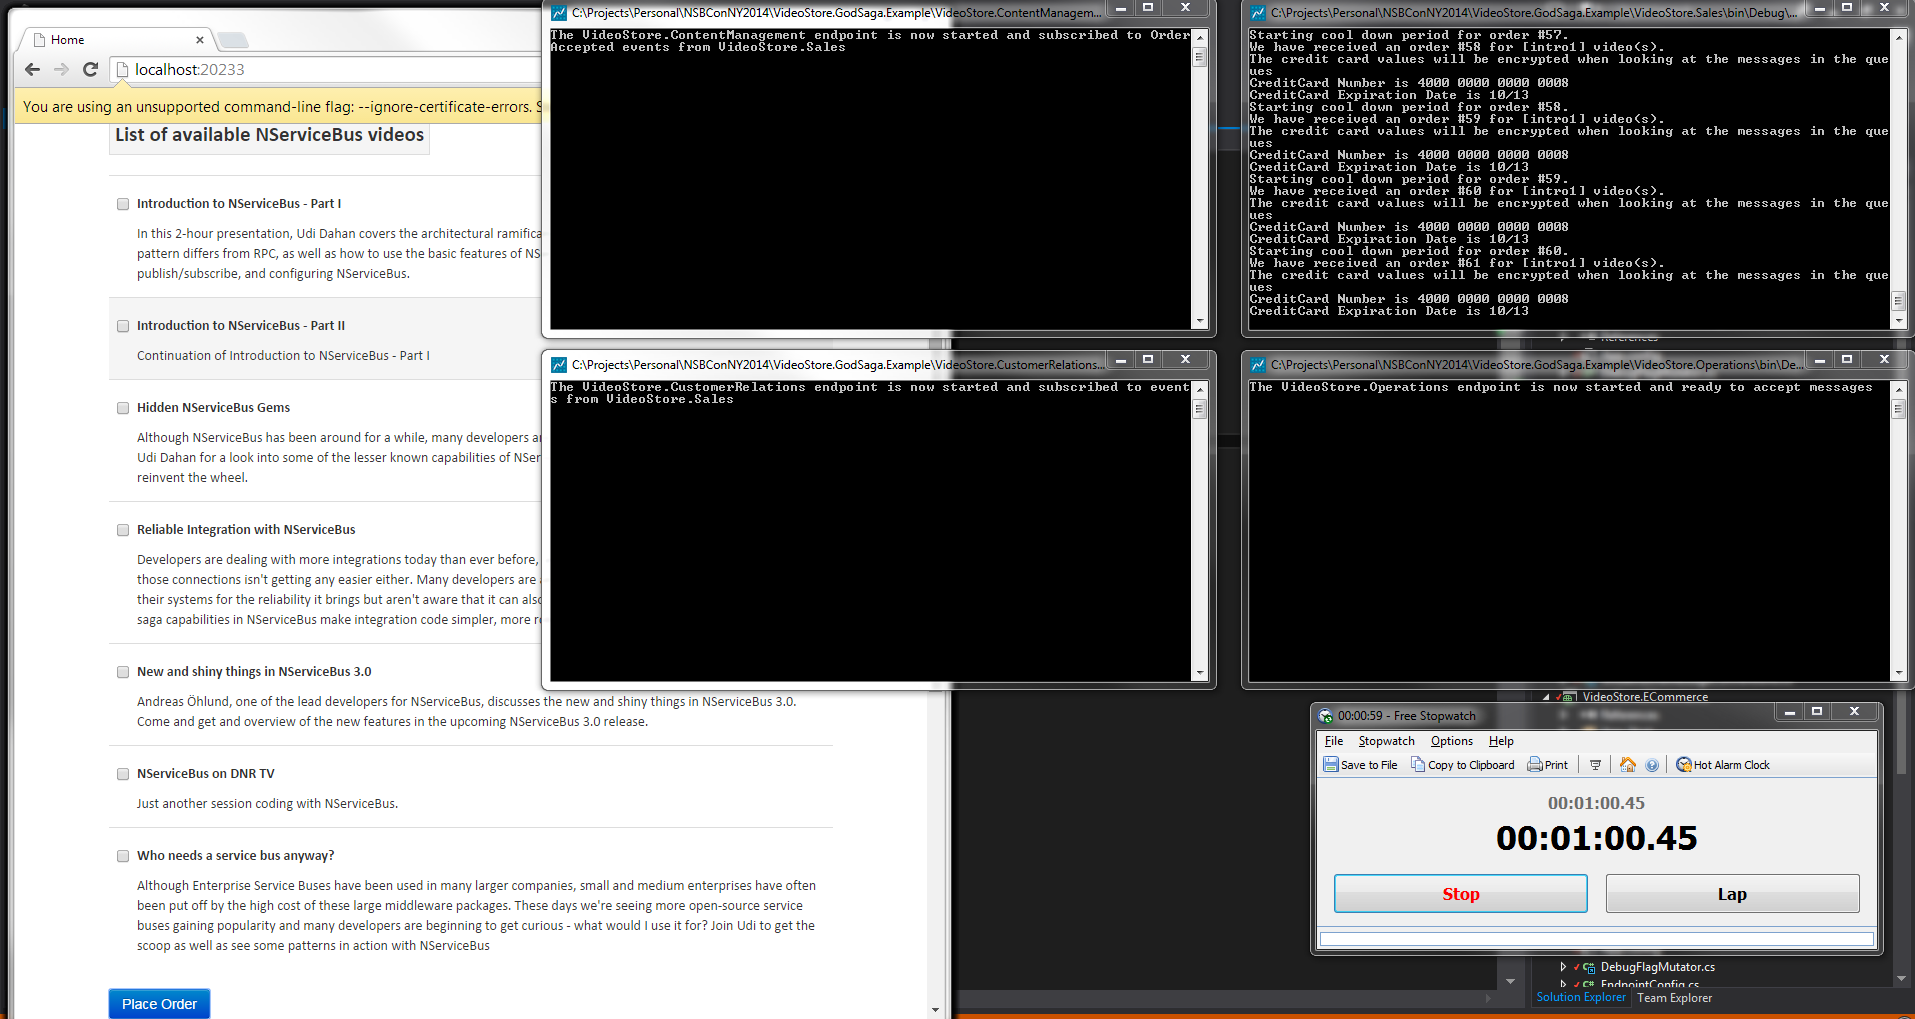 Home
localhost:20233
You are using an unsupported command-line flag: --ignore-certificate-errors. S
List of available NServiceBus videos
Introduction to NServiceBus - Part I
In this 2-hour presentation, Udi Dahan covers the architectural ramifica
pattern differs from RPC, as well as how to use the basic features of NS
publish/subscribe, and configuring NServiceBus.
Introduction to NServiceBus - Part II
Continuation of Introduction to NServiceBus - Part I
Hidden NServiceBus Gems
Although NServiceBus has been around for a while, many developers ar
Udi Dahan for a look into some of the lesser known capabilities of NSer
reinvent the wheel.
Reliable Integration with NServiceBus
Developers are dealing with more integrations today than ever before,
those connections isn't getting any easier either. Many developers are a
their systems for the reliability it brings but aren't aware that it can also
saga capabilities in NServiceBus make integration code simpler, more re
New and shiny things in NServiceBus 3.0
Andreas Öhlund, one of the lead developers for NServiceBus, discusses the new and shiny things in NServiceBus 3.0.
Come and get and overview of the new features in the upcoming NServiceBus 3.0 release.
NServiceBus on DNR TV
Just another session coding with NServiceBus.
Who needs a service bus anyway?
Although Enterprise Service Buses have been used in many larger companies, small and medium enterprises have often
been put off by the high cost of these large middleware packages. These days we're seeing more open-source service
buses gaining popularity and many developers are beginning to get curious - what would I use it for? Join Udi to get the
scoop as well as see some patterns in action with NServiceBus
Place Order
C:\Projects\Personal\NSBConNY2014\VideoStore.GodSaga.Example\VideoStore.ContentManagem...
The VideoStore.ContentManagement endpoint is now started and subscribed to Order
Accepted events from VideoStore.Sales
C:\Projects\Personal\NSBConNY2014\VideoStore.GodSaga.Example\VideoStore.Sales\bin\Debug\...
Starting cool down period for order #57.
We have received an order #58 for [intro1] video(s).
The credit card values will be encrypted when looking at the messages in the que
ues
CreditCard Number is 4000 0000 0000 0008
CreditCard Expiration Date is 10/13
Starting cool down period for order #58.
We have received an order #59 for [intro1] video(s).
The credit card values will be encrypted when looking at the messages in the que
ues
CreditCard Number is 4000 0000 0000 0008
CreditCard Expiration Date is 10/13
Starting cool down period for order #59.
We have received an order #60 for [intro1] video(s).
The credit card values will be encrypted when looking at the messages in the que
ues
CreditCard Number is 4000 0000 0000 0008
CreditCard Expiration Date is 10/13
Starting cool down period for order #60.
We have received an order #61 for [intro1] video(s).
The credit card values will be encrypted when looking at the messages in the que
ues
CreditCard Number is 4000 0000 0000 0008
CreditCard Expiration Date is 10/13
References
C:\Projects\Personal\NSBConNY2014\VideoStore.GodSaga.Example\VideoStore.CustomerRelations...
The VideoStore.CustomerRelations endpoint is now started and subscribed to event
s from VideoStore.Sales
C:\Projects\Personal\NSBConNY2014\VideoStore.GodSaga.Example\VideoStore.Operations\bin\De...
The VideoStore.Operations endpoint is now started and ready to accept messages
VideoStore.ECommerce
00:00:59 - Free Stopwatch
File Stopwatch Options Help
Save to File Copy to Clipboard Print Hot Alarm Clock
00:01:00.45
00:01:00.45
Stop Lap
DebugFlagMutator.cs
EndpointConfig.cs
Solution Explorer Team Explorer